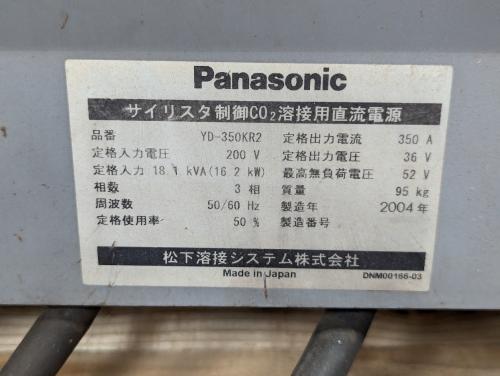 Panasonic
サイリスタ制御CO₂溶接用直流電源
品番 YD-350KR2 定格出力電流 350 A
定格入力電圧 200 V 定格出力電圧 36 V
定格入力 18.1 kVA(16.2 kW) 最高無負荷電圧 52 V
相数 3 相 質量 95 kg
周波数 50/60 Hz 製造年 2004 年
定格使用率 50 % 製造番号
松下溶接システム株式会社
Made in Japan DNM00166-03